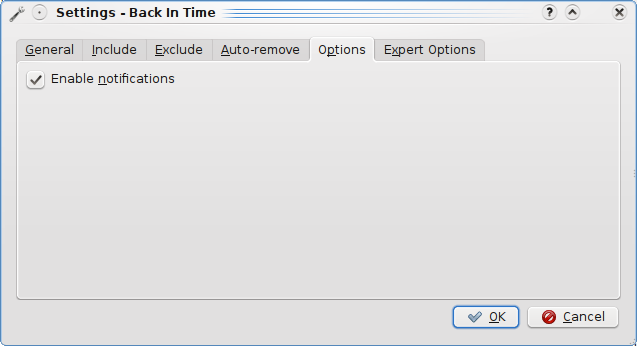 Settings - Back In Time
General Include Exclude Auto-remove Options Expert Options
Enable notifications
OK Cancel